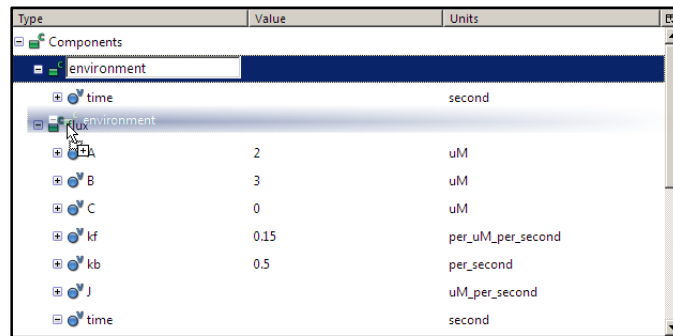 Type Value Units
Components
environment
time second
flux environment
A 2 uM
B 3 uM
C 0 uM
kf 0.15 per_uM_per_second
kb 0.5 per_second
J uM_per_second
time second